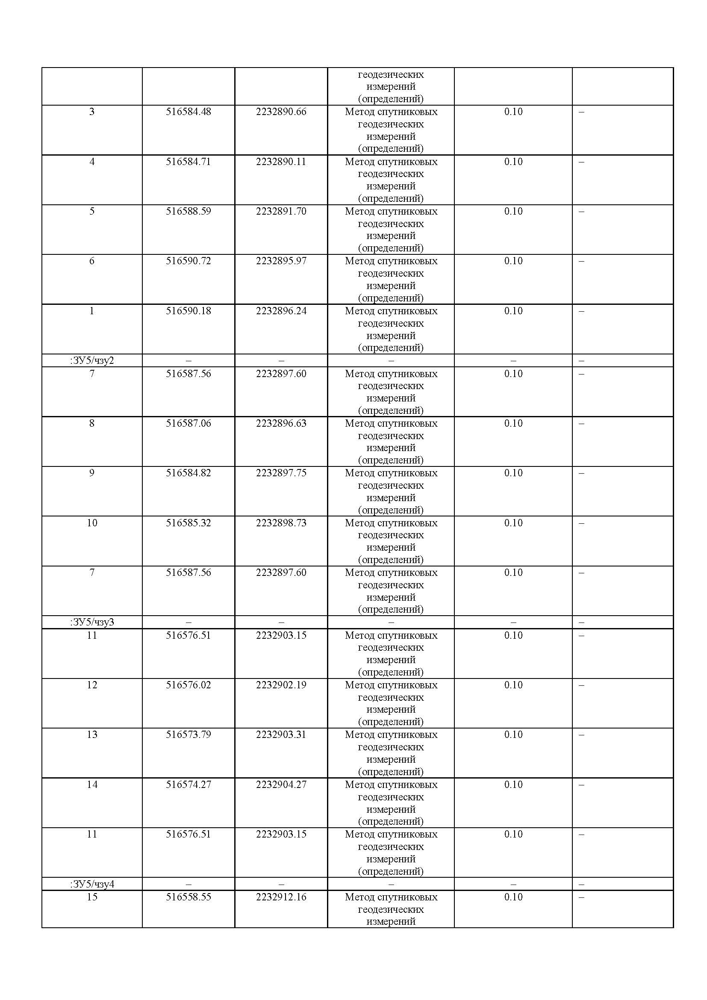 геодезических
измерений
(определений)
3 516584.48 2232890.66 Метод спутниковых 0.10 –
геодезических
измерений
(определений)
4 516584.71 2232890.11 Метод спутниковых 0.10 –
геодезических
измерений
(определений)
5 516588.59 2232891.70 Метод спутниковых 0.10 –
геодезических
измерений
(определений)
6 516590.72 2232895.97 Метод спутниковых 0.10 –
геодезических
измерений
(определений)
1 516590.18 2232896.24 Метод спутниковых 0.10 –
геодезических
измерений
(определений)
:ЗУ5/чзу2 – – – – –
7 516587.56 2232897.60 Метод спутниковых 0.10 –
геодезических
измерений
(определений)
8 516587.06 2232896.63 Метод спутниковых 0.10 –
геодезических
измерений
(определений)
9 516584.82 2232897.75 Метод спутниковых 0.10 –
геодезических
измерений
(определений)
10 516585.32 2232898.73 Метод спутниковых 0.10 –
геодезических
измерений
(определений)
7 516587.56 2232897.60 Метод спутниковых 0.10 –
геодезических
измерений
(определений)
:ЗУ5/чзу3 – – – – –
11 516576.51 2232903.15 Метод спутниковых 0.10 –
геодезических
измерений
(определений)
12 516576.02 2232902.19 Метод спутниковых 0.10 –
геодезических
измерений
(определений)
13 516573.79 2232903.31 Метод спутниковых 0.10 –
геодезических
измерений
(определений)
14 516574.27 2232904.27 Метод спутниковых 0.10 –
геодезических
измерений
(определений)
11 516576.51 2232903.15 Метод спутниковых 0.10 –
геодезических
измерений
(определений)
:ЗУ5/чзу4 – – – – –
15 516558.55 2232912.16 Метод спутниковых 0.10 –
геодезических
измерений